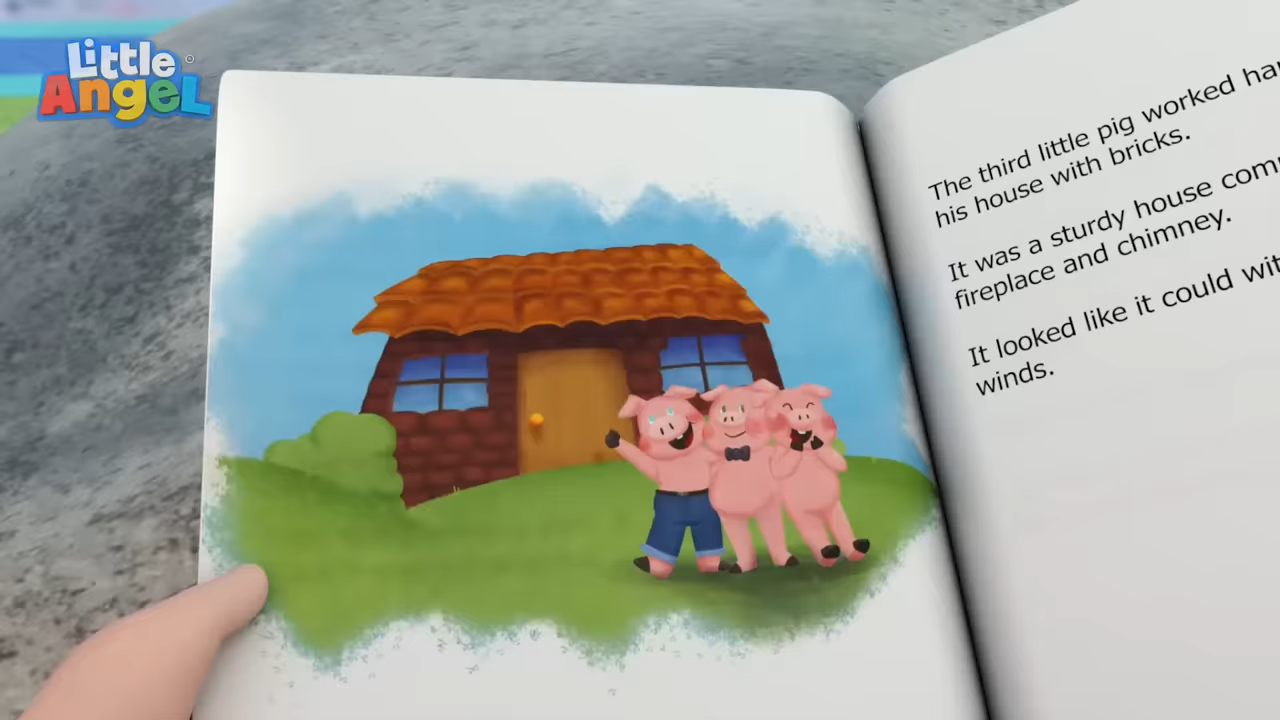 Little
Angel
The third little pig worked
his house with bricks.
It was a sturdy house
fireplace and chimney.
It looked like it could
winds.